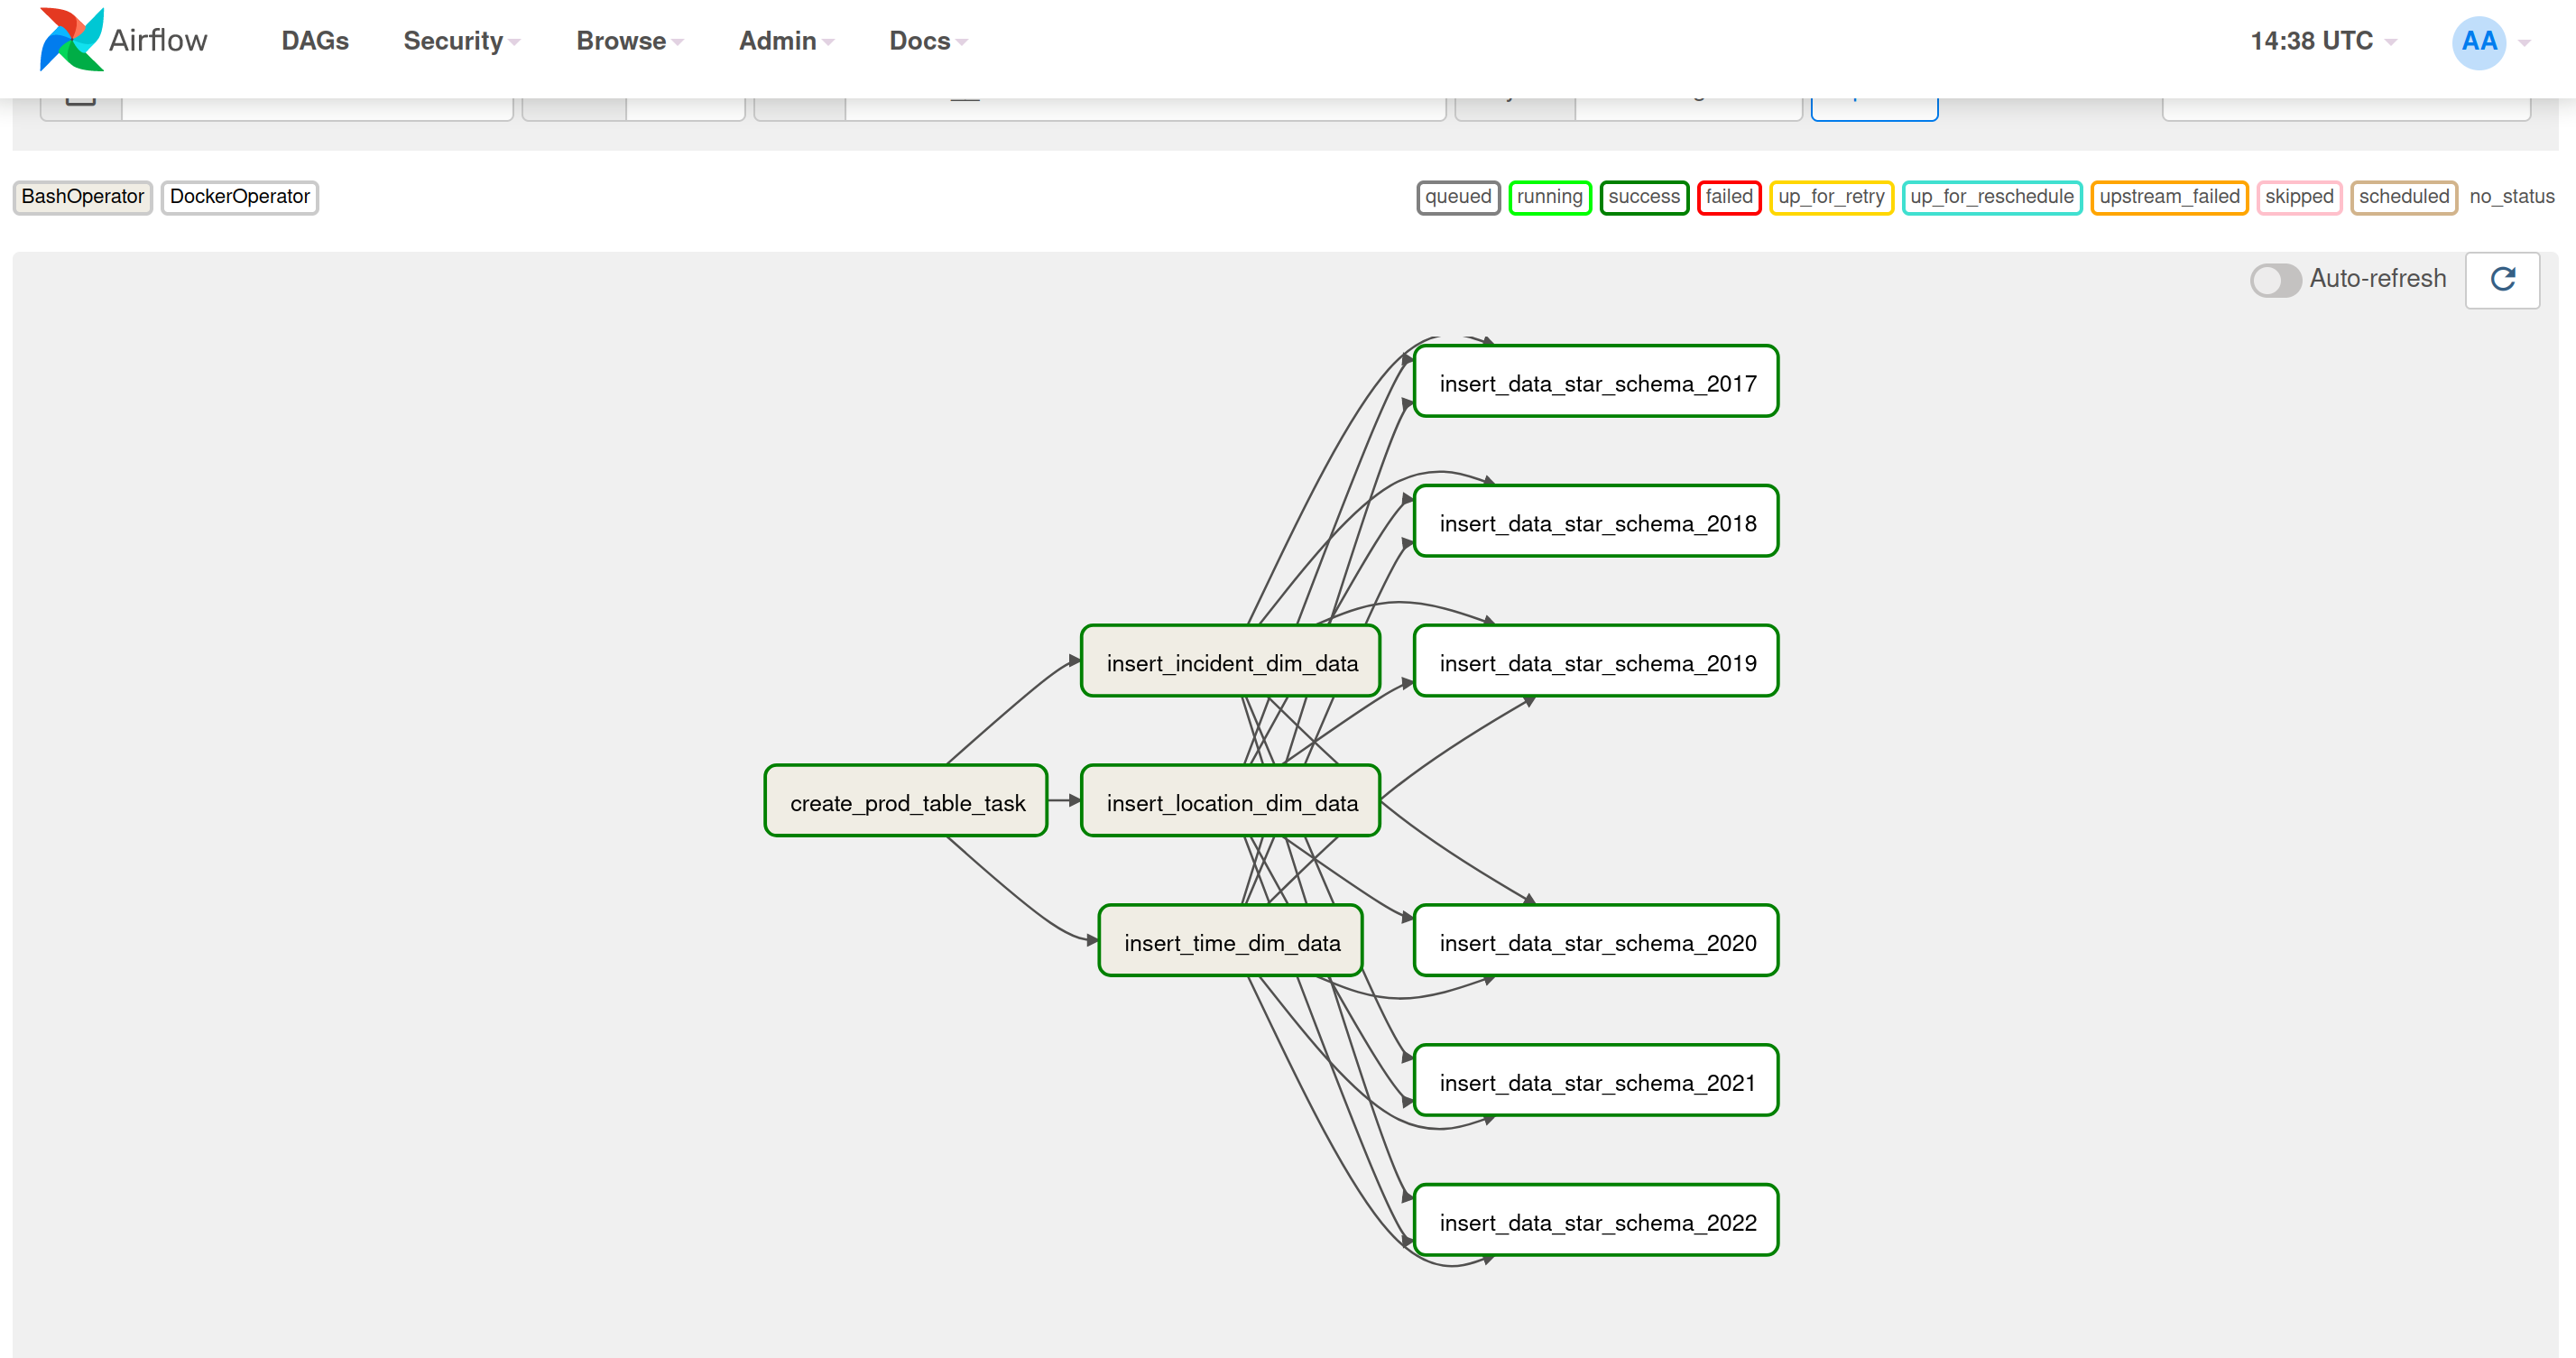 Airflow DAGs Security Browse Admin Docs 14:38 UTC AA
BashOperator DockerOperator queued running success failed up_for_retry up_for_reschedule upstream_failed skipped scheduled no_status
Auto-refresh
insert_data_star_schema_2017
insert_data_star_schema_2018
insert_incident_dim_data insert_data_star_schema_2019
create_prod_table_task insert_location_dim_data
insert_time_dim_data insert_data_star_schema_2020
insert_data_star_schema_2021
insert_data_star_schema_2022